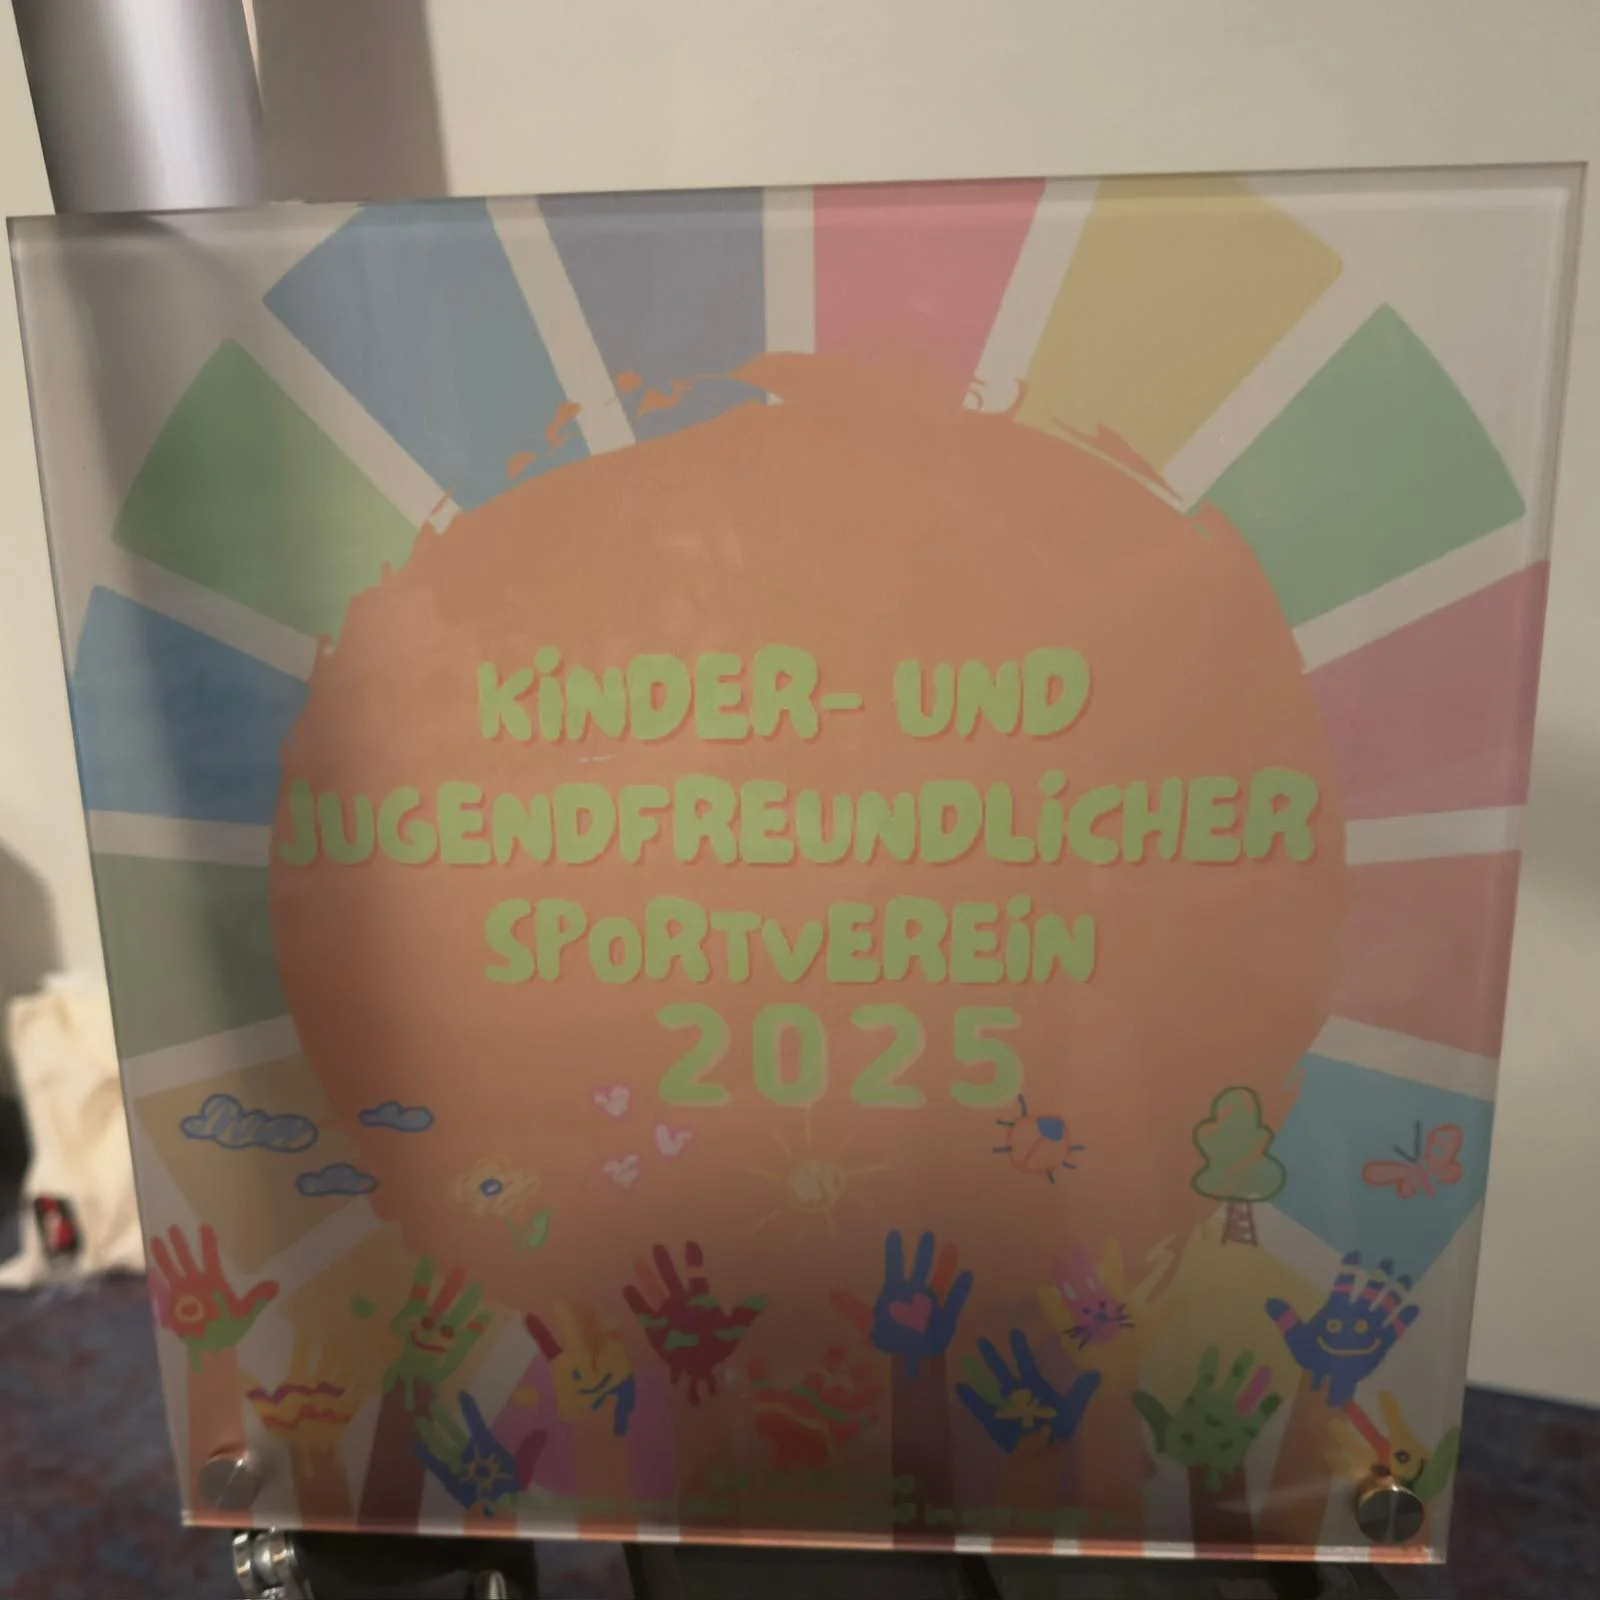 KINDER- UND
JUGENDFREUNDLICHER
SPORTVEREIN
2025